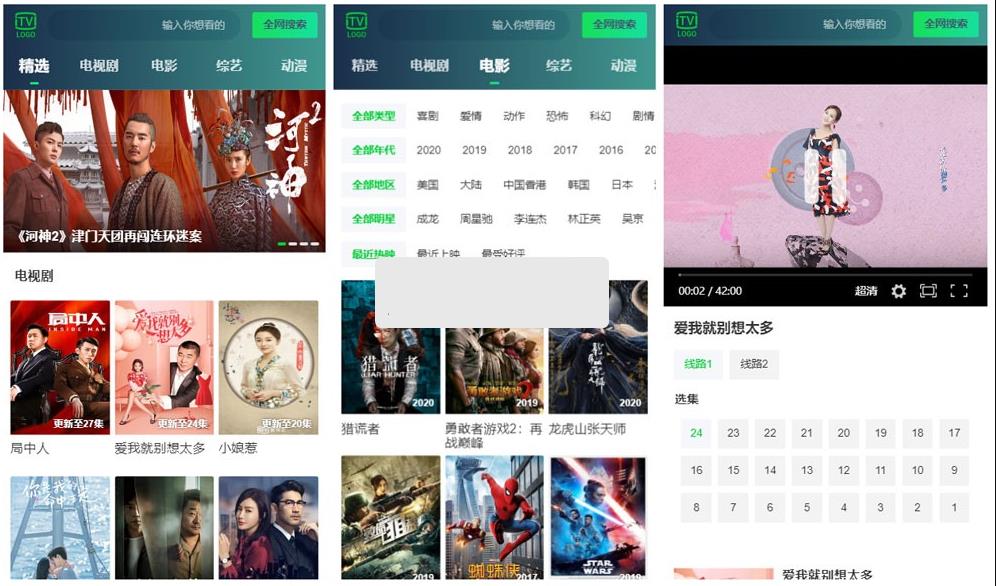 TV
LOGO
输入你想看的
全网搜索
精选
电视剧
电影
综艺
动漫
河神
2
《河神2》津门天团再闯连环迷案
电视剧
局中人
INSIDE MAN
更新至27集
爱我就别想太多
更新至24集
小娘惹
更新至20集
局中人
爱我就别想太多
小娘惹
TV
LOGO
输入你想看的
全网搜索
精选
电视剧
电影
综艺
动漫
全部类型
喜剧
爱情
动作
恐怖
科幻
剧情
全部年代
2020
2019
2018
2017
2016
全部地区
美国
大陆
中国香港
韩国
日本
全部明星
成龙
周星驰
李连杰
林正英
吴京
最近热映
最近上映
最受好评
猎谎者
LIAR HUNTER
2020
勇敢者游戏2
2019
2020
猎谎者
勇敢者游戏2：再
战巅峰
龙虎山张天师
2019
蜘蛛侠
2017
STAR
WARS
2019
TV
LOGO
输入你想看的
全网搜索
00:02 / 42:00
超清
爱我就别想太多
线路1
线路2
选集
24
23
22
21
20
19
18
17
16
15
14
13
12
11
10
9
8
7
6
5
4
3
2
1
爱我就别想太多